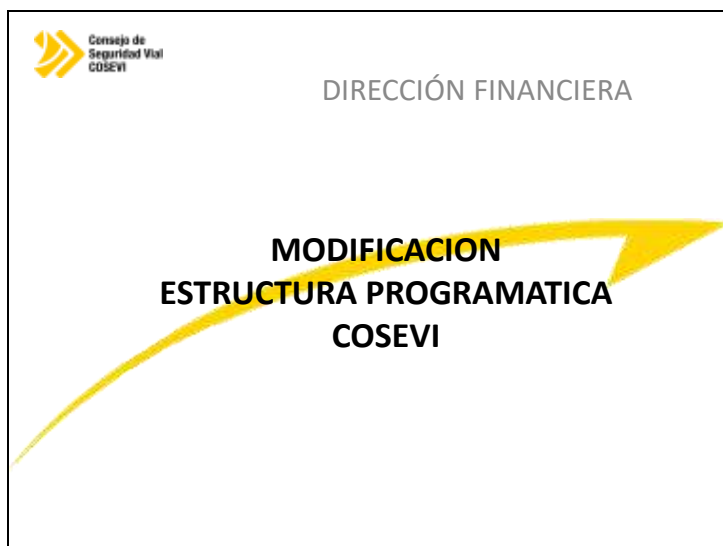 Consejo de
Seguridad Vial
COSEVI
DIRECCIÓN FINANCIERA
MODIFICACION
ESTRUCTURA PROGRAMATICA
COSEVI